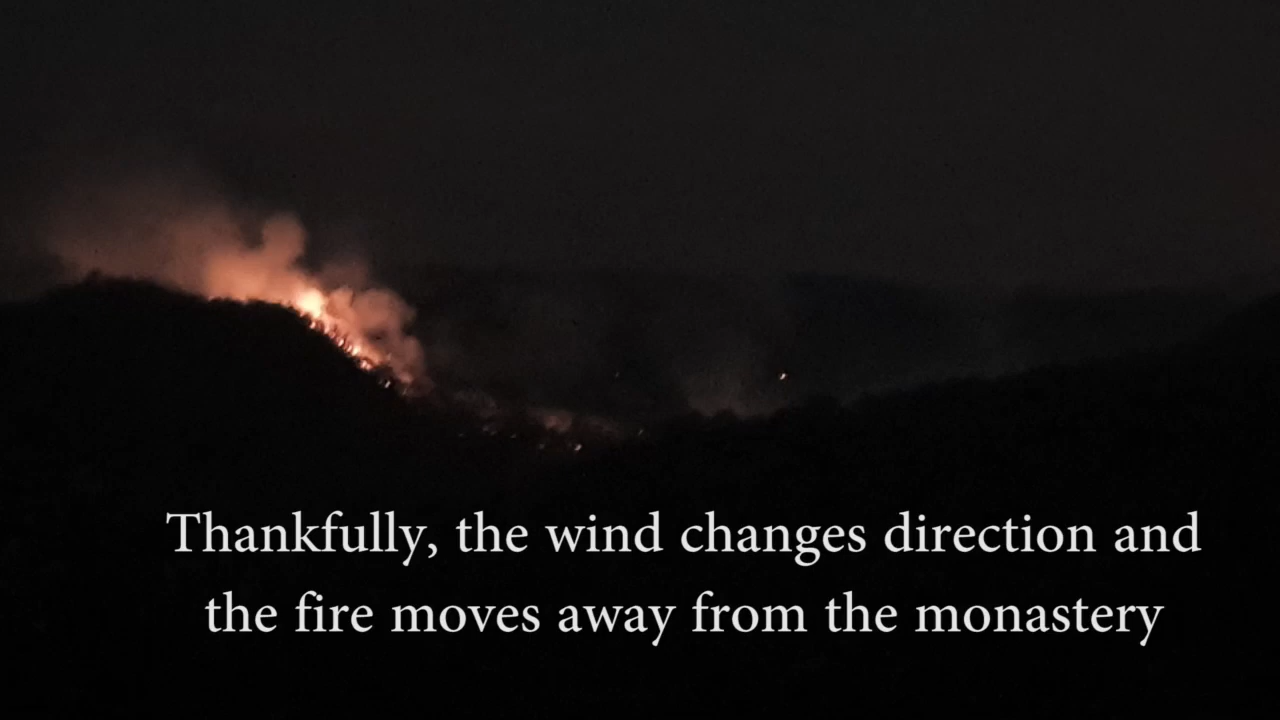 Thankfully, the wind changes direction and
the fire moves away from the monastery